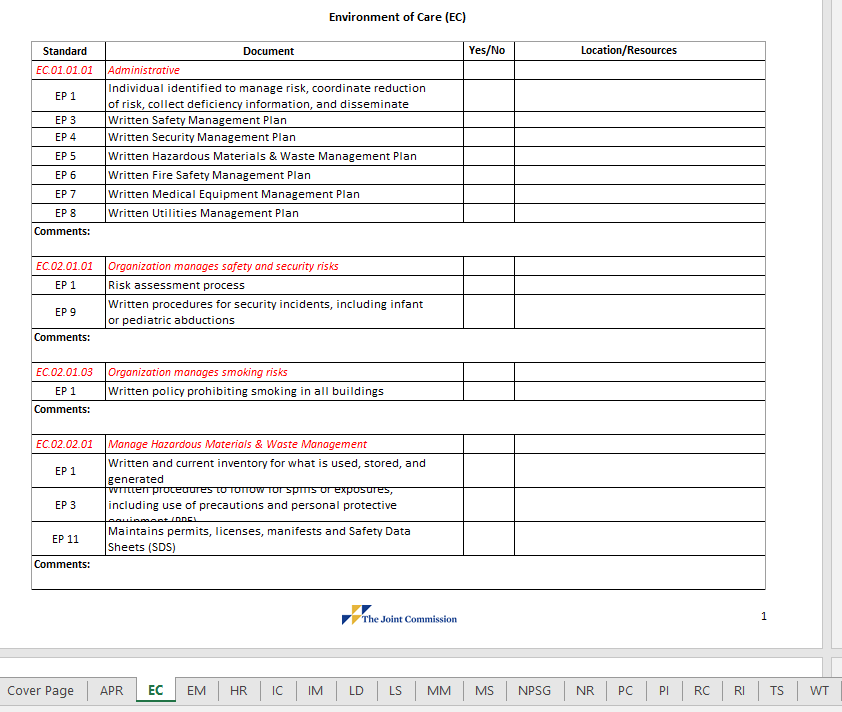 Environment of Care (EC)
Standard Document Yes/No Location/Resources
EC.01.01.01 Administrative
EP 1 Individual identified to manage risk, coordinate reduction
of risk, collect deficiency information, and disseminate
EP 3 Written Safety Management Plan
EP 4 Written Security Management Plan
EP 5 Written Hazardous Materials & Waste Management Plan
EP 6 Written Fire Safety Management Plan
EP 7 Written Medical Equipment Management Plan
EP 8 Written Utilities Management Plan
Comments:
EC.02.01.01 Organization manages safety and security risks
EP 1 Risk assessment process
EP 9 Written procedures for security incidents, including infant
or pediatric abductions
Comments:
EC.02.01.03 Organization manages smoking risks
EP 1 Written policy prohibiting smoking in all buildings
Comments:
EC.02.02.01 Manage Hazardous Materials & Waste Management
EP 1 Written and current inventory for what is used, stored, and
generated
Written procedures to follow for spills or exposures,
EP 3 including use of precautions and personal protective
equipment (PPE)
EP 11 Maintains permits, licenses, manifests and Safety Data
Sheets (SDS)
Comments:
The Joint Commission
1
Cover Page APR EC EM HR IC IM LD LS MM MS NPSG NR PC PI RC RI TS WT